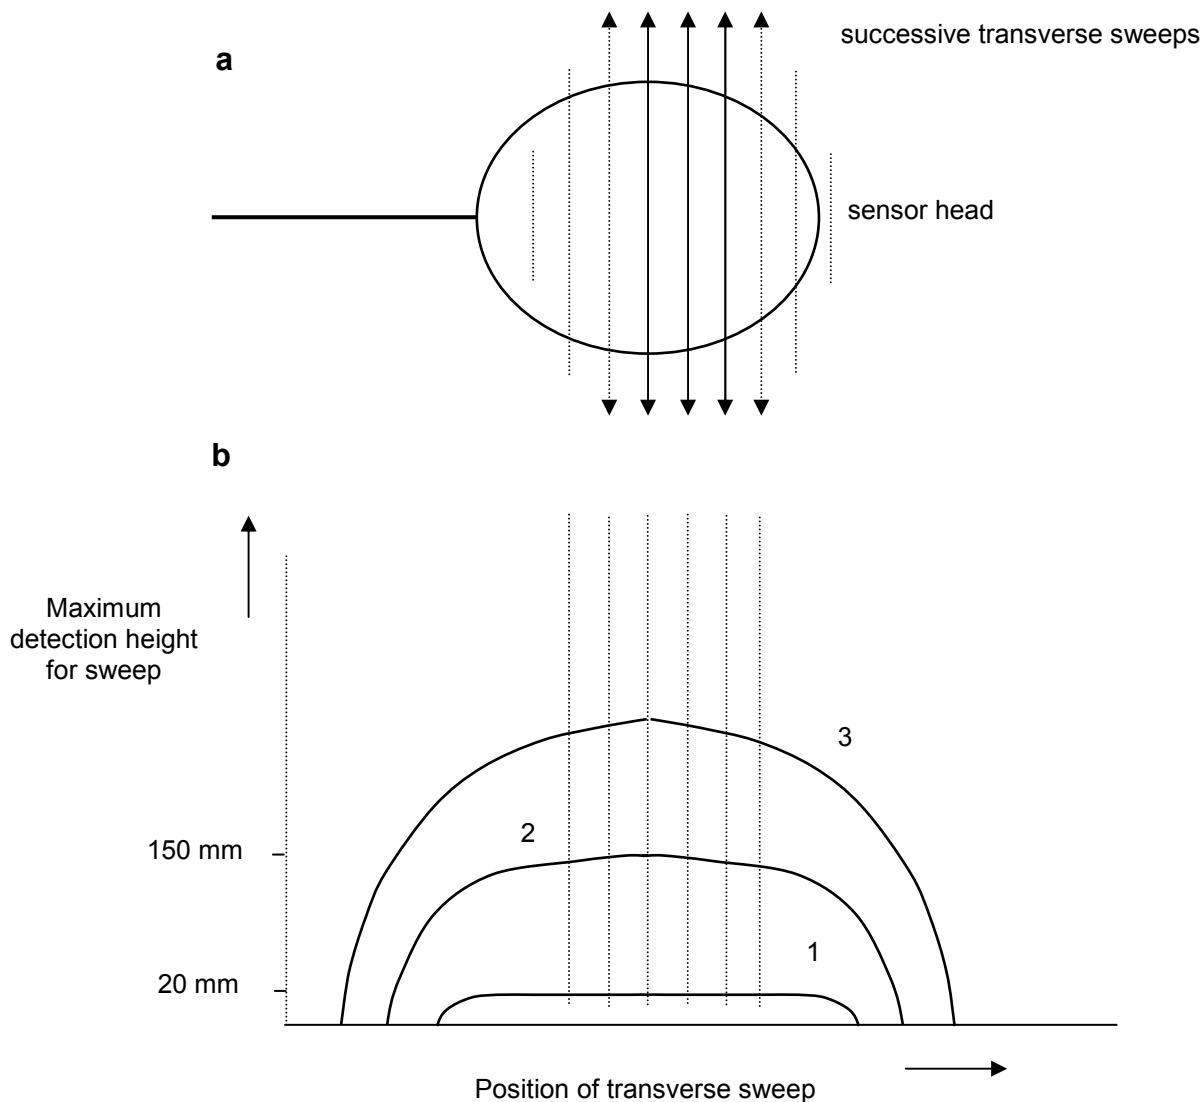 successive transverse sweeps
a
sensor head
b
Maximum
detection height
for sweep
3
150 mm
2
1
20 mm
Position of transverse sweep